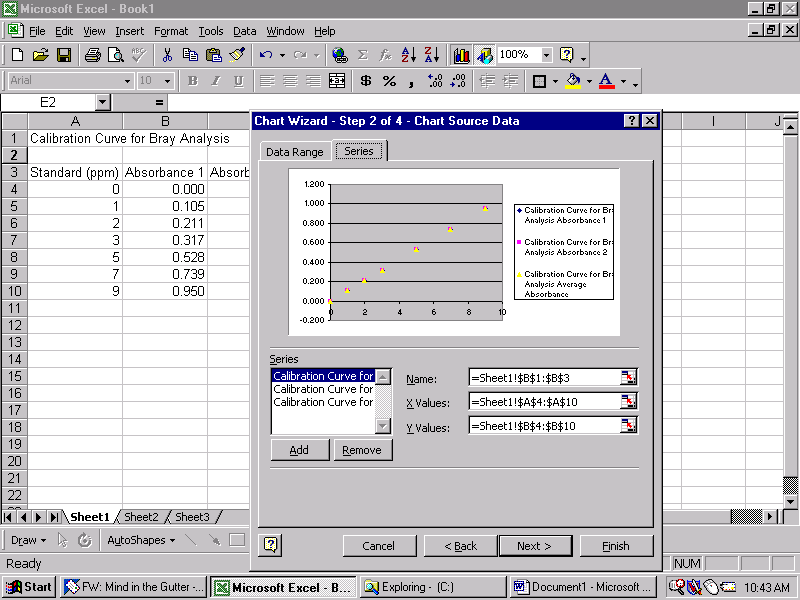 Microsoft Excel - Book1
File Edit View Insert Format Tools Data Window Help
100%
Arial 10 B I U $ % ,
E2 =
A B I J
1 Calibration Curve for Bray Analysis
2
3 Standard (ppm) Absorbance 1 Absorb
4 0 0.000
5 1 0.105
6 2 0.211
7 3 0.317
8 5 0.528
9 7 0.739
10 9 0.950
11
12
13
14
15
16
17
18
19
20
21
22
Chart Wizard - Step 2 of 4 - Chart Source Data
Data Range Series
1.200
1.000
0.800
0.600
0.400
0.200
0.000
-0.200
0 2 4 6 8 10
Calibration Curve for Bra
Analysis Absorbance 1
Calibration Curve for Bra
Analysis Absorbance 2
Calibration Curve for Bra
Analysis Average
Absorbance
Series
Calibration Curve for
Calibration Curve for
Calibration Curve for
Name: =Sheet1!$B$1:$B$3
X Values: =Sheet1!$A$4:$A$10
Y Values: =Sheet1!$B$4:$B$10
Add Remove
Cancel < Back Next > Finish
Sheet1 Sheet2 Sheet3
Draw AutoShapes
Ready NUM
Start FW: Mind in the Gutter -... Microsoft Excel - B... Exploring - (C:) Document1 - Microsoft ... 10:43 AM